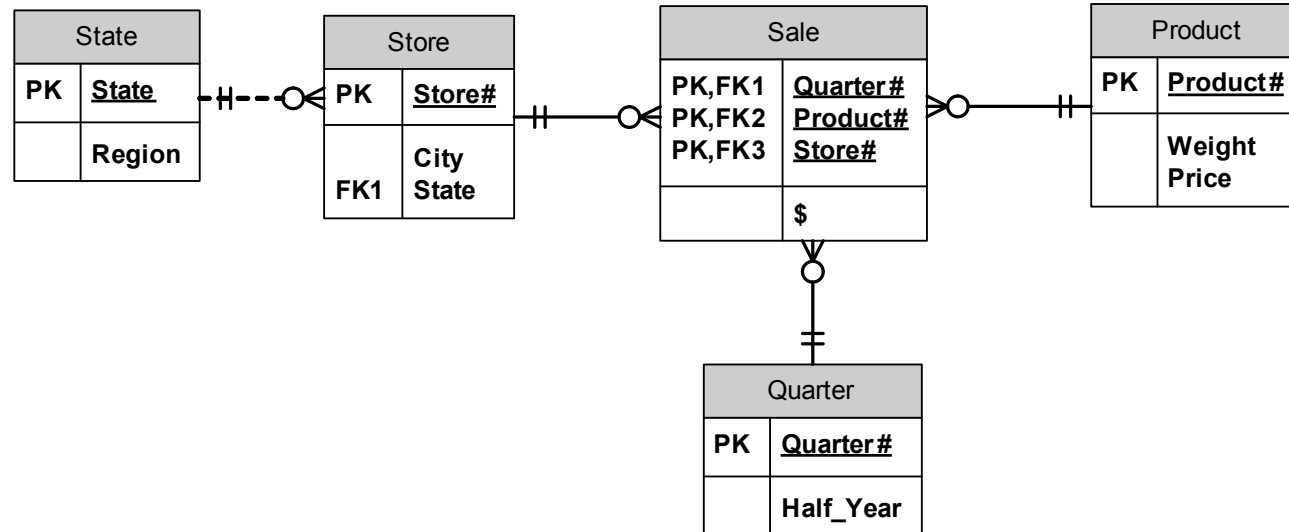 State
PK State
Region
Store
PK Store#
City
FK1 State
Sale
PK,FK1 Quarter#
PK,FK2 Product#
PK,FK3 Store#
$
Product
PK Product#
Weight
Price
Quarter
PK Quarter#
Half_Year